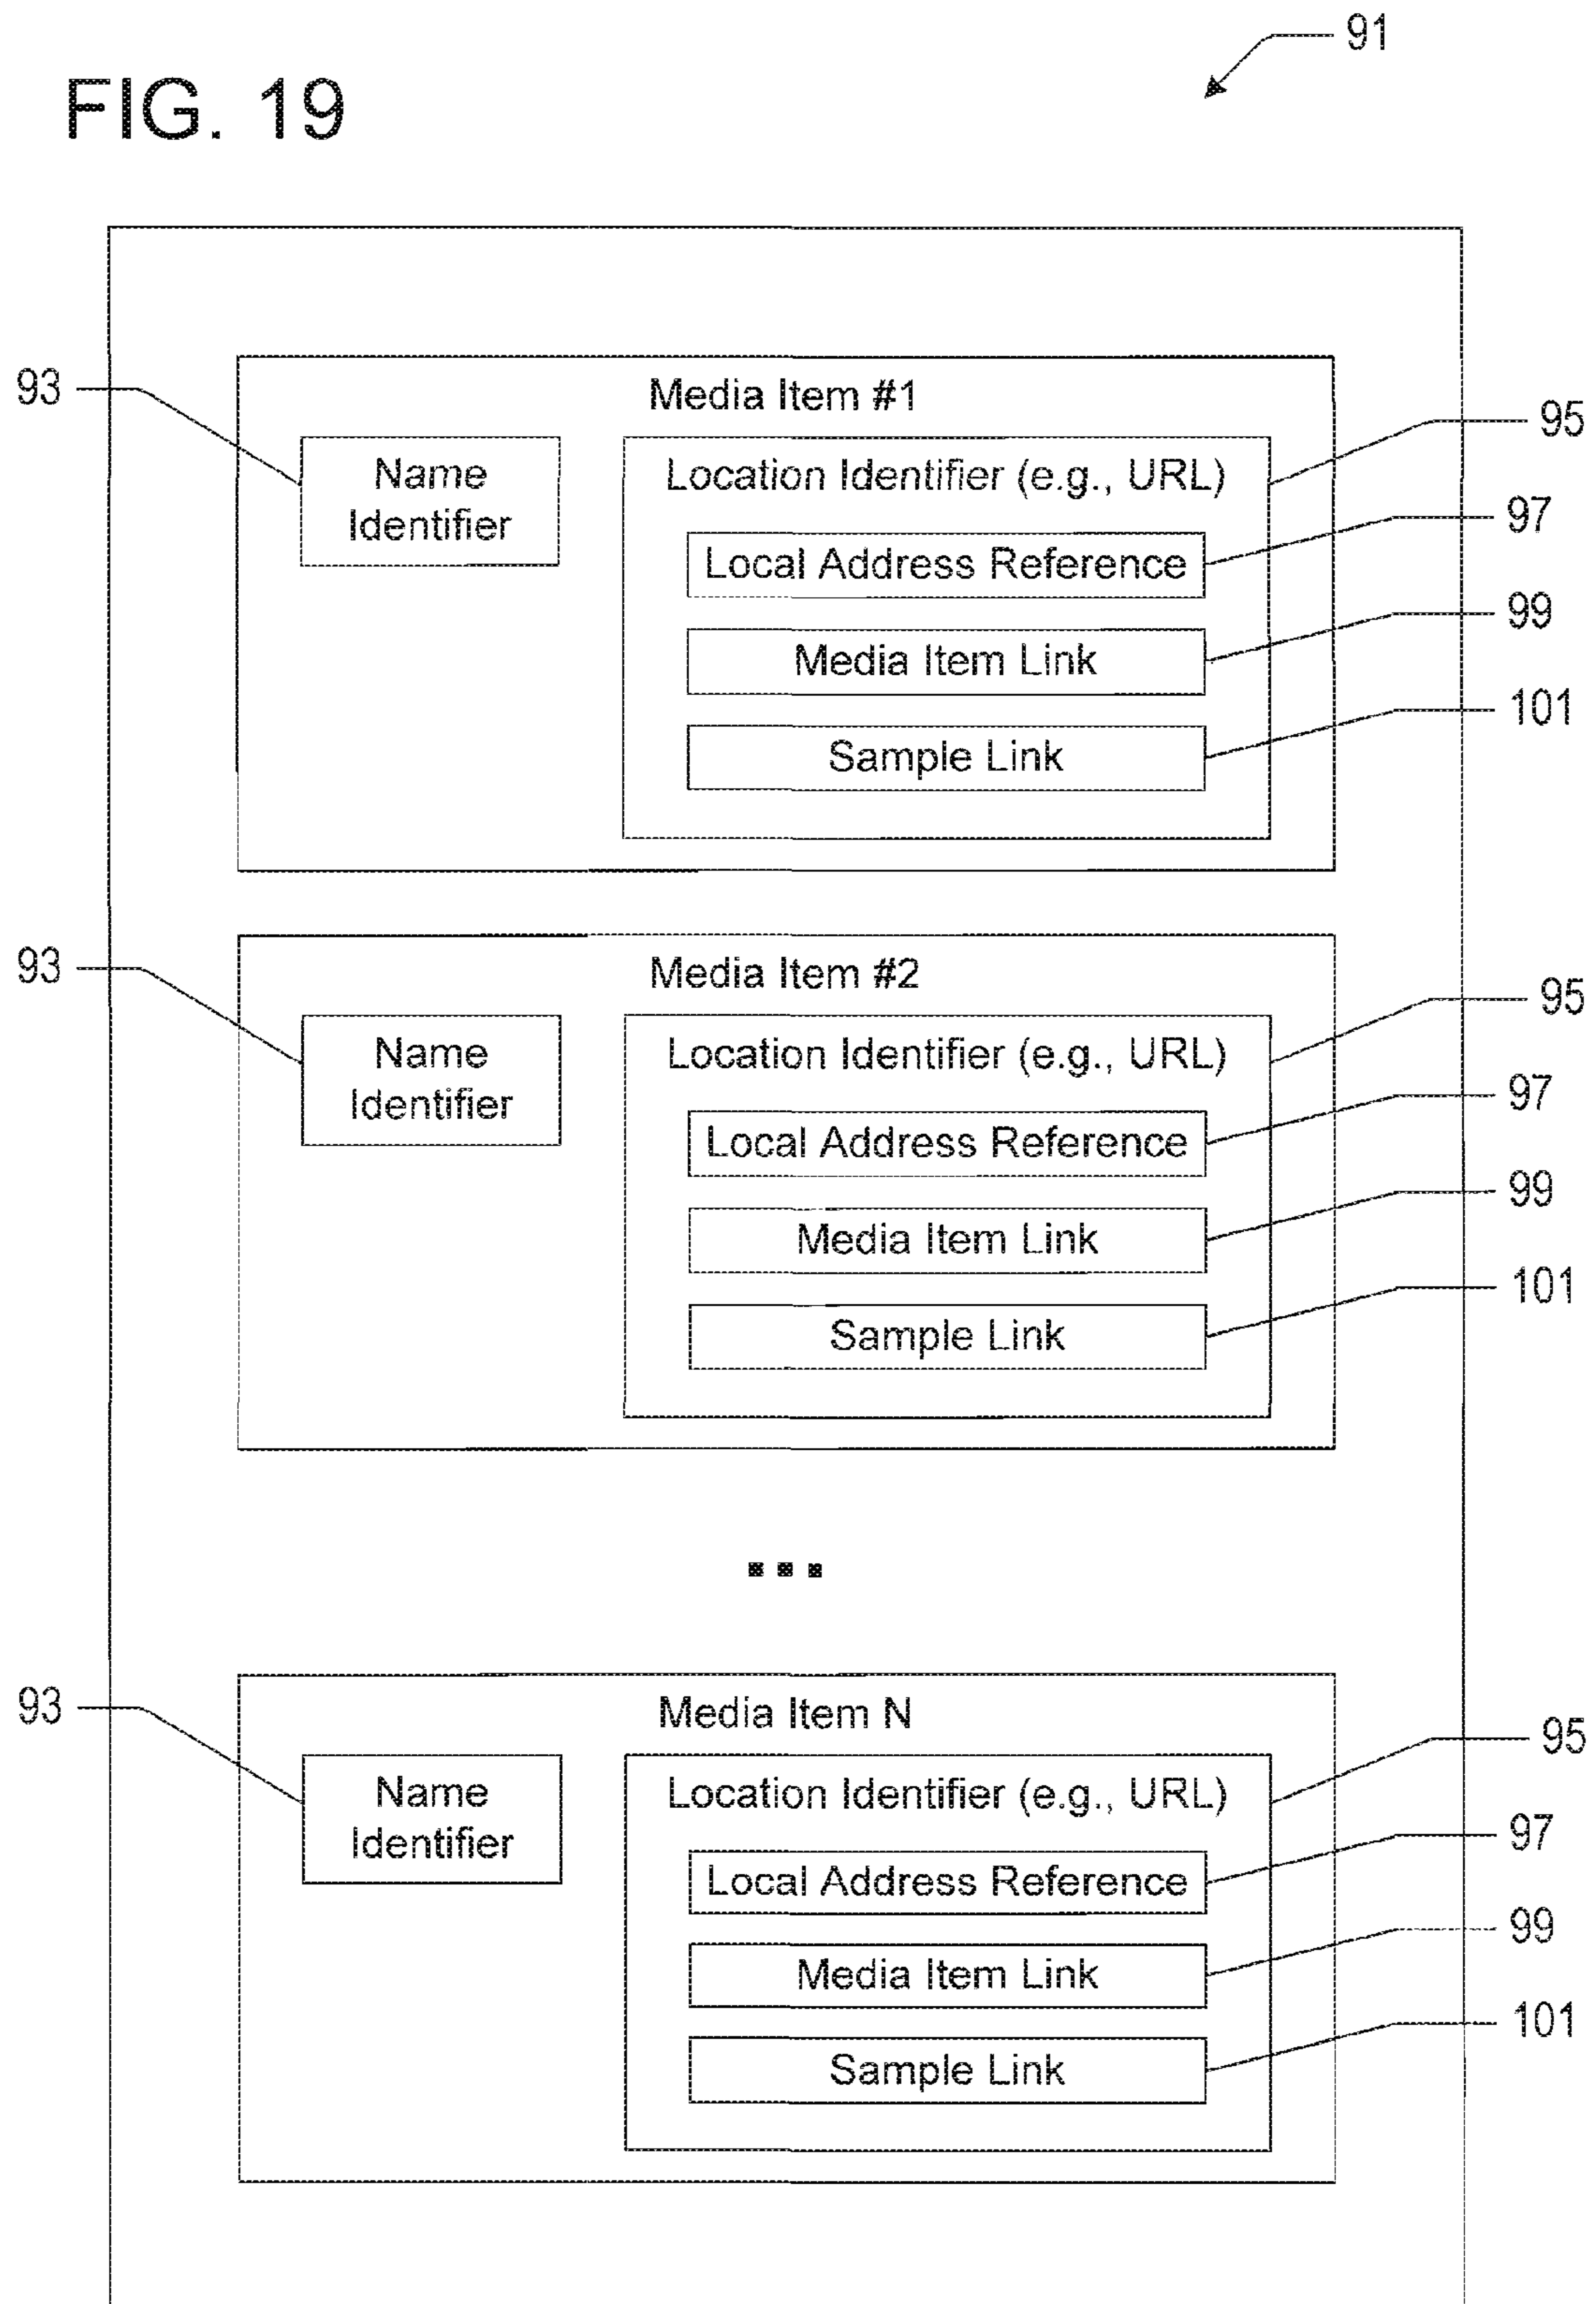 91
FIG. 19
Media Item #1
93
Name
Identifier
Location Identifier (e.g., URL)
95
Local Address Reference
97
Media Item Link
99
Sample Link
101
Media Item #2
93
Name
Identifier
Location Identifier (e.g., URL)
95
Local Address Reference
97
Media Item Link
99
Sample Link
101
...
Media Item N
93
Name
Identifier
Location Identifier (e.g., URL)
95
Local Address Reference
97
Media Item Link
99
Sample Link
101